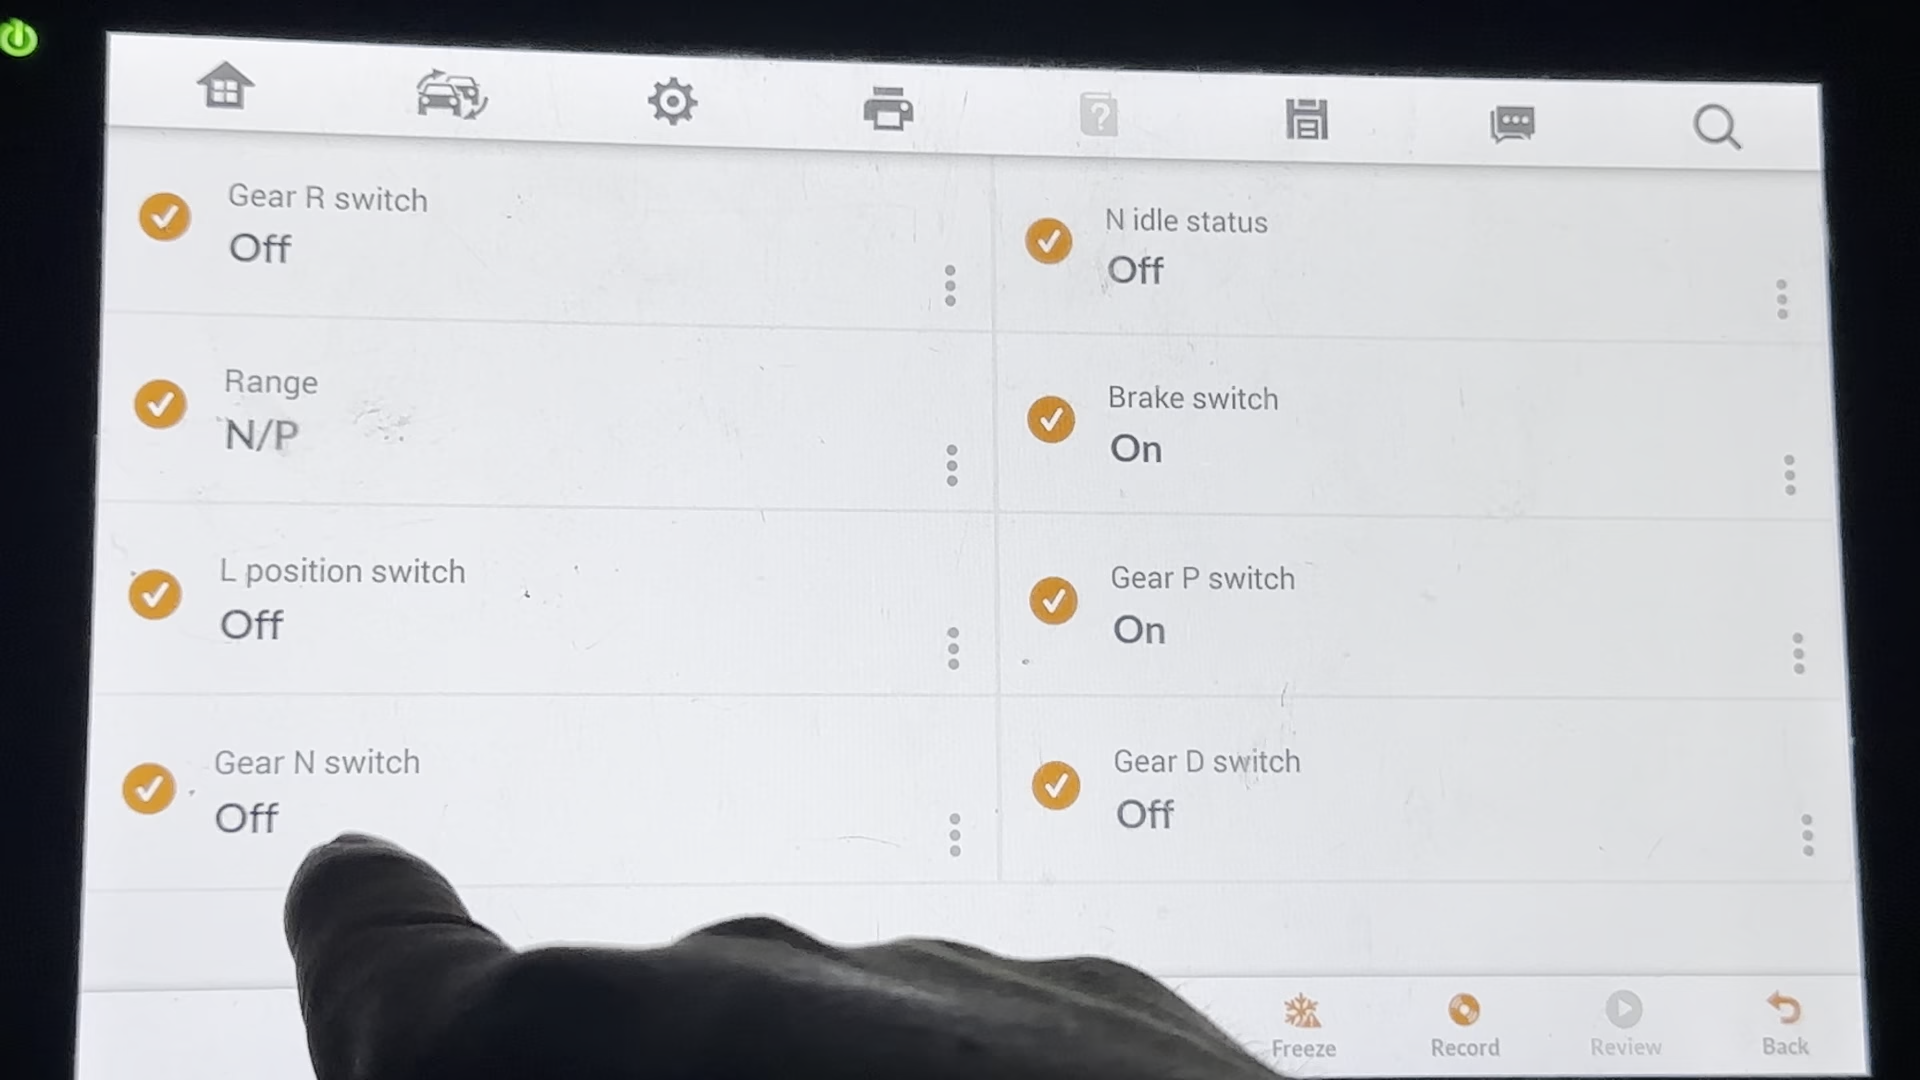 Gear R switch
Off
N idle status
Off
Range
N/P
Brake switch
On
L position switch
Off
Gear P switch
On
Gear N switch
Off
Gear D switch
Off
Freeze
Record
Review
Back